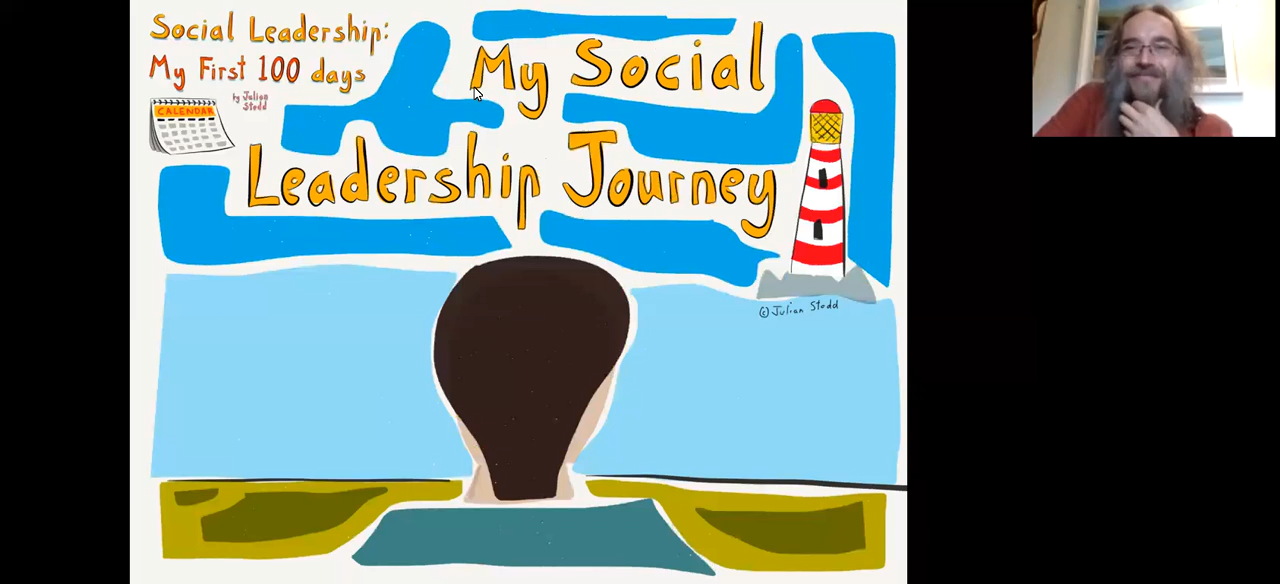 Social Leadership:
My First 100 days
by Julian
Stodd
CALENDAR
My Social
Leadership Journey
© Julian Stodd